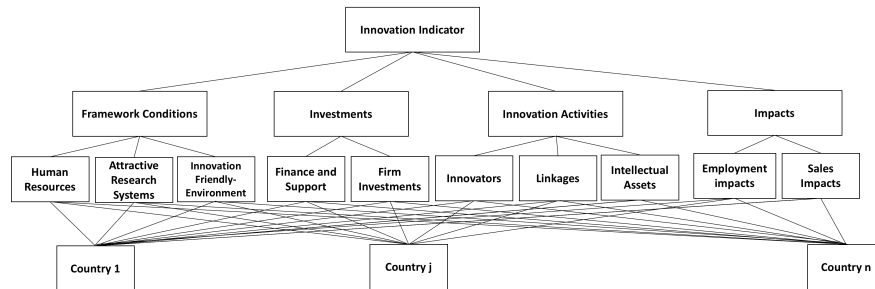 Innovation Indicator
Framework Conditions
Investments
Innovation Activities
Impacts
Human
Resources
Attractive
Research
Systems
Innovation
Friendly-
Environment
Finance and
Support
Firm
Investments
Innovators
Linkages
Intellectual
Assets
Employment
impacts
Sales
Impacts
Country 1
Country j
Country n